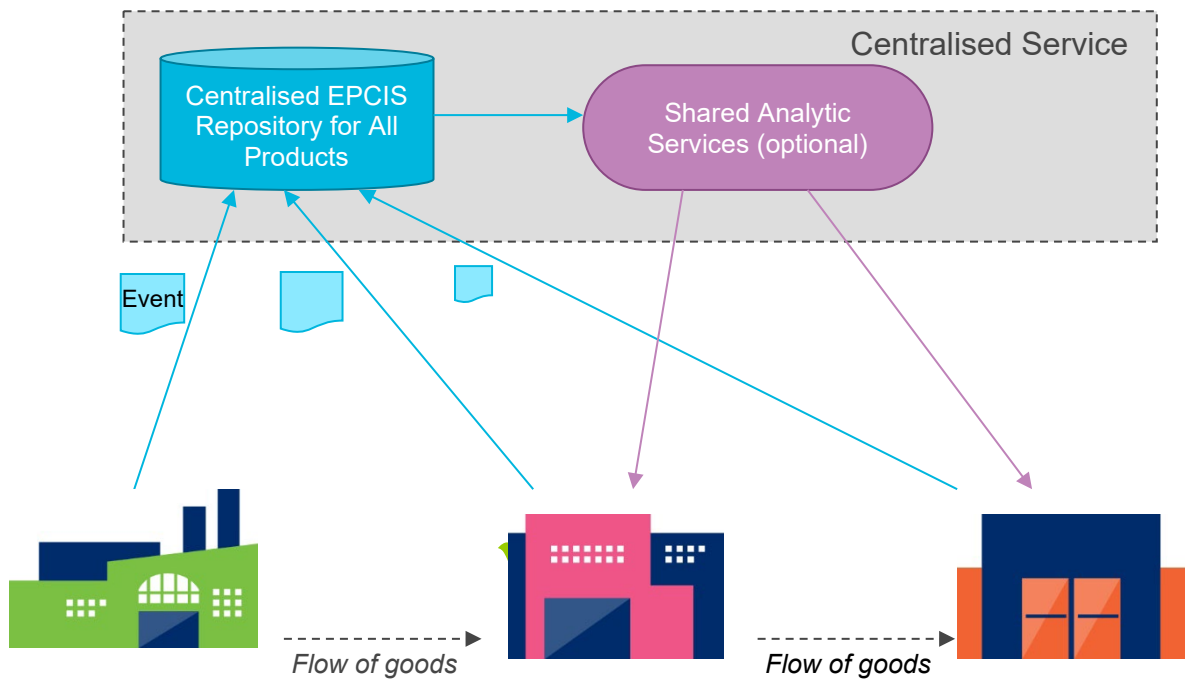 Centralised Service
Centralised EPCIS
Repository for All
Products
Shared Analytic
Services (optional)
Event
Flow of goods
Flow of goods